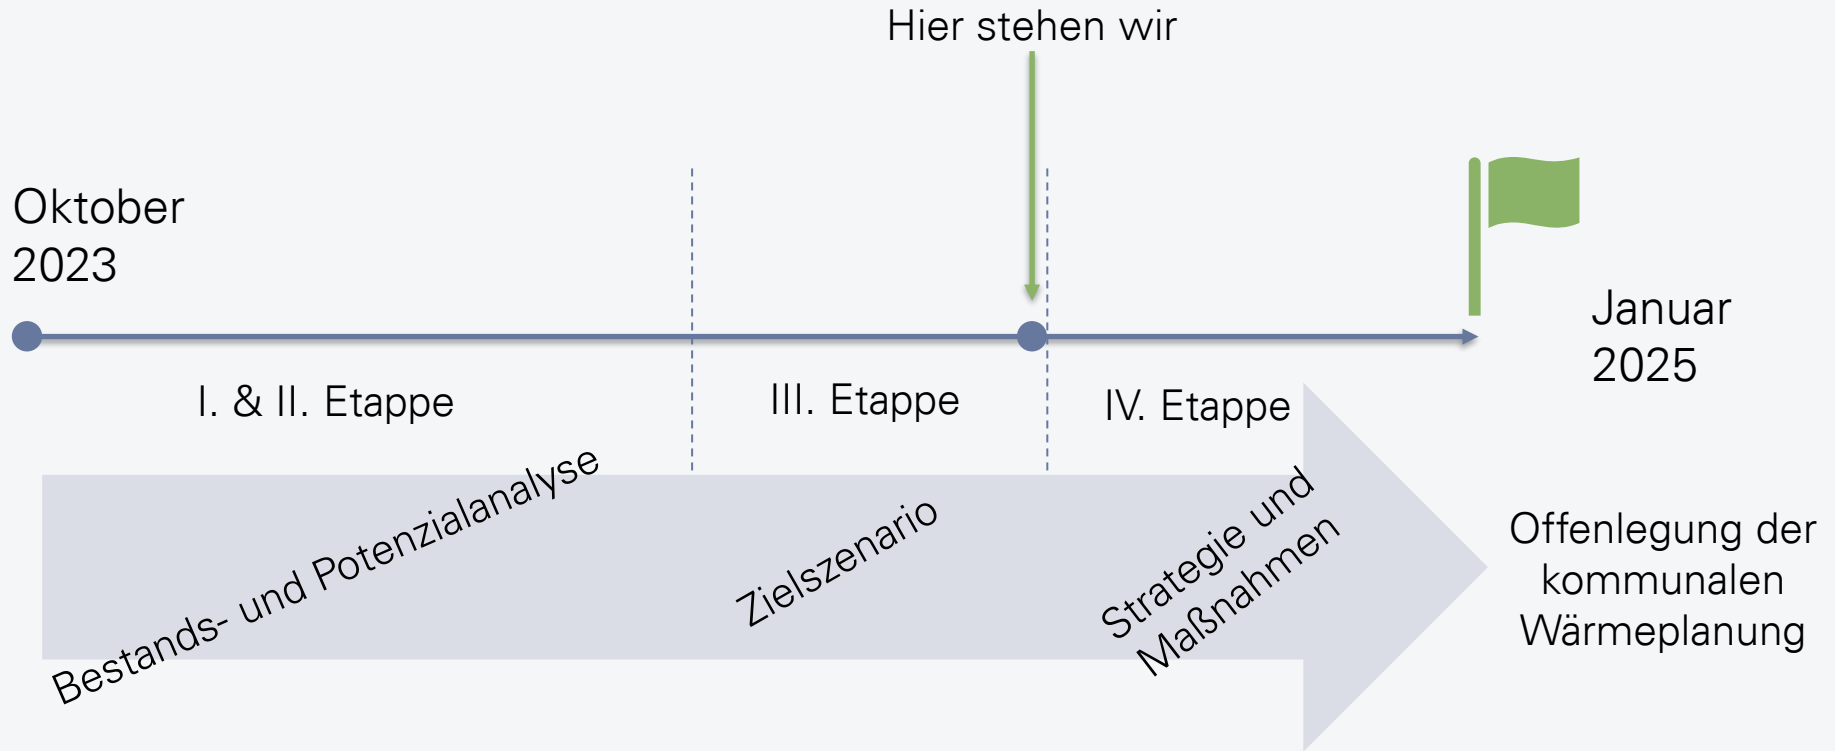 Hier stehen wir
Oktober
2023
Januar
2025
I. & II. Etappe
III. Etappe
IV. Etappe
Bestands- und Potenzialanalyse
Zielszenario
Strategie und
Maßnahmen
Offenlegung der
kommunalen
Wärmeplanung